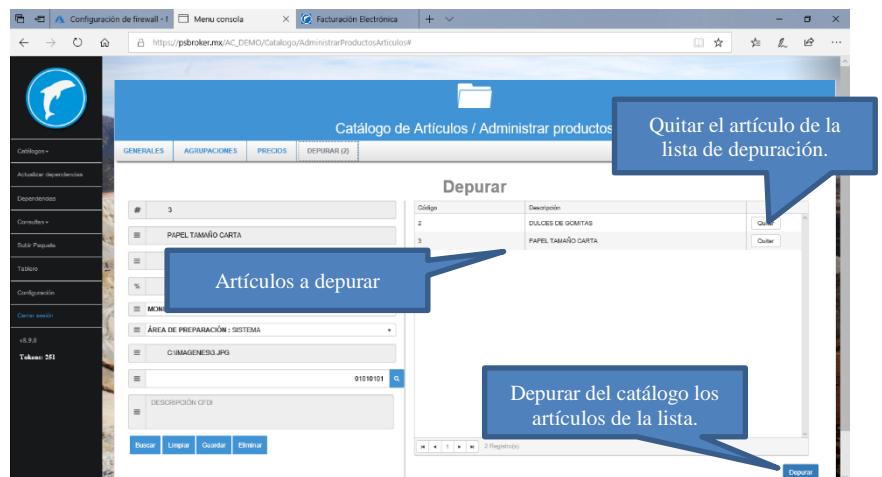 Configuración de firewall - f
Menu consola
Facturación Electrónica
https://psbroker.mx/AC_DEMO/Catalogo/AdministrarProductosArticulos#
Catálogo de Artículos / Administrar productos
Quitar el artículo de la
lista de depuración.
Catálogos
Actualizar dependencias
Dependencias
Consultas
Subir Paquete
Tablero
Configuración
Cerrar sesión
v8.9.8
Tokens: 251
GENERALES
AGRUPACIONES
PRECIOS
DEPURAR (2)
Depurar
# 3
PAPEL TAMAÑO CARTA
%
ÁREA DE PREPARACIÓN : SISTEMA
C:\IMAGENES\3.JPG
01010101
DESCRIPCIÓN CFDI
Buscar Limpiar Guardar Eliminar
Código Descripción
2 DULCES DE GOMITAS Quitar
3 PAPEL TAMAÑO CARTA Quitar
Artículos a depurar
Depurar del catálogo los
artículos de la lista.
1
2 Registro(s)
Depurar